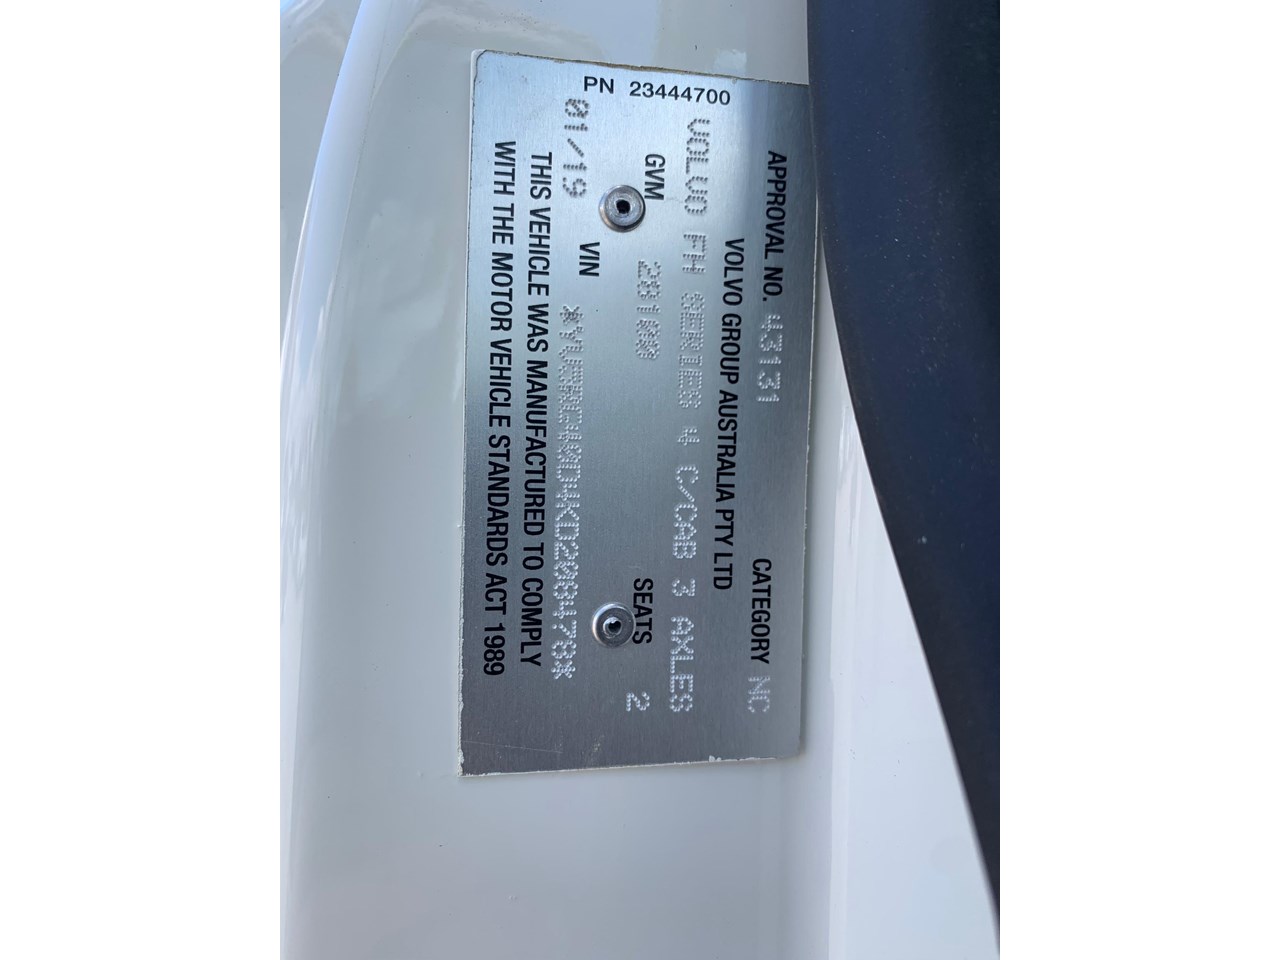 APPROVAL NO. 43131 CATEGORY NC
VOLVO GROUP AUSTRALIA PTY LTD
VOLVO FH SERIES 4 C/CAB 3 AXLES
GVM 28100 SEATS 2
01/19 VIN
THIS VEHICLE WAS MANUFACTURED TO COMPLY
WITH THE MOTOR VEHICLE STANDARDS ACT 1989
PN 23444700